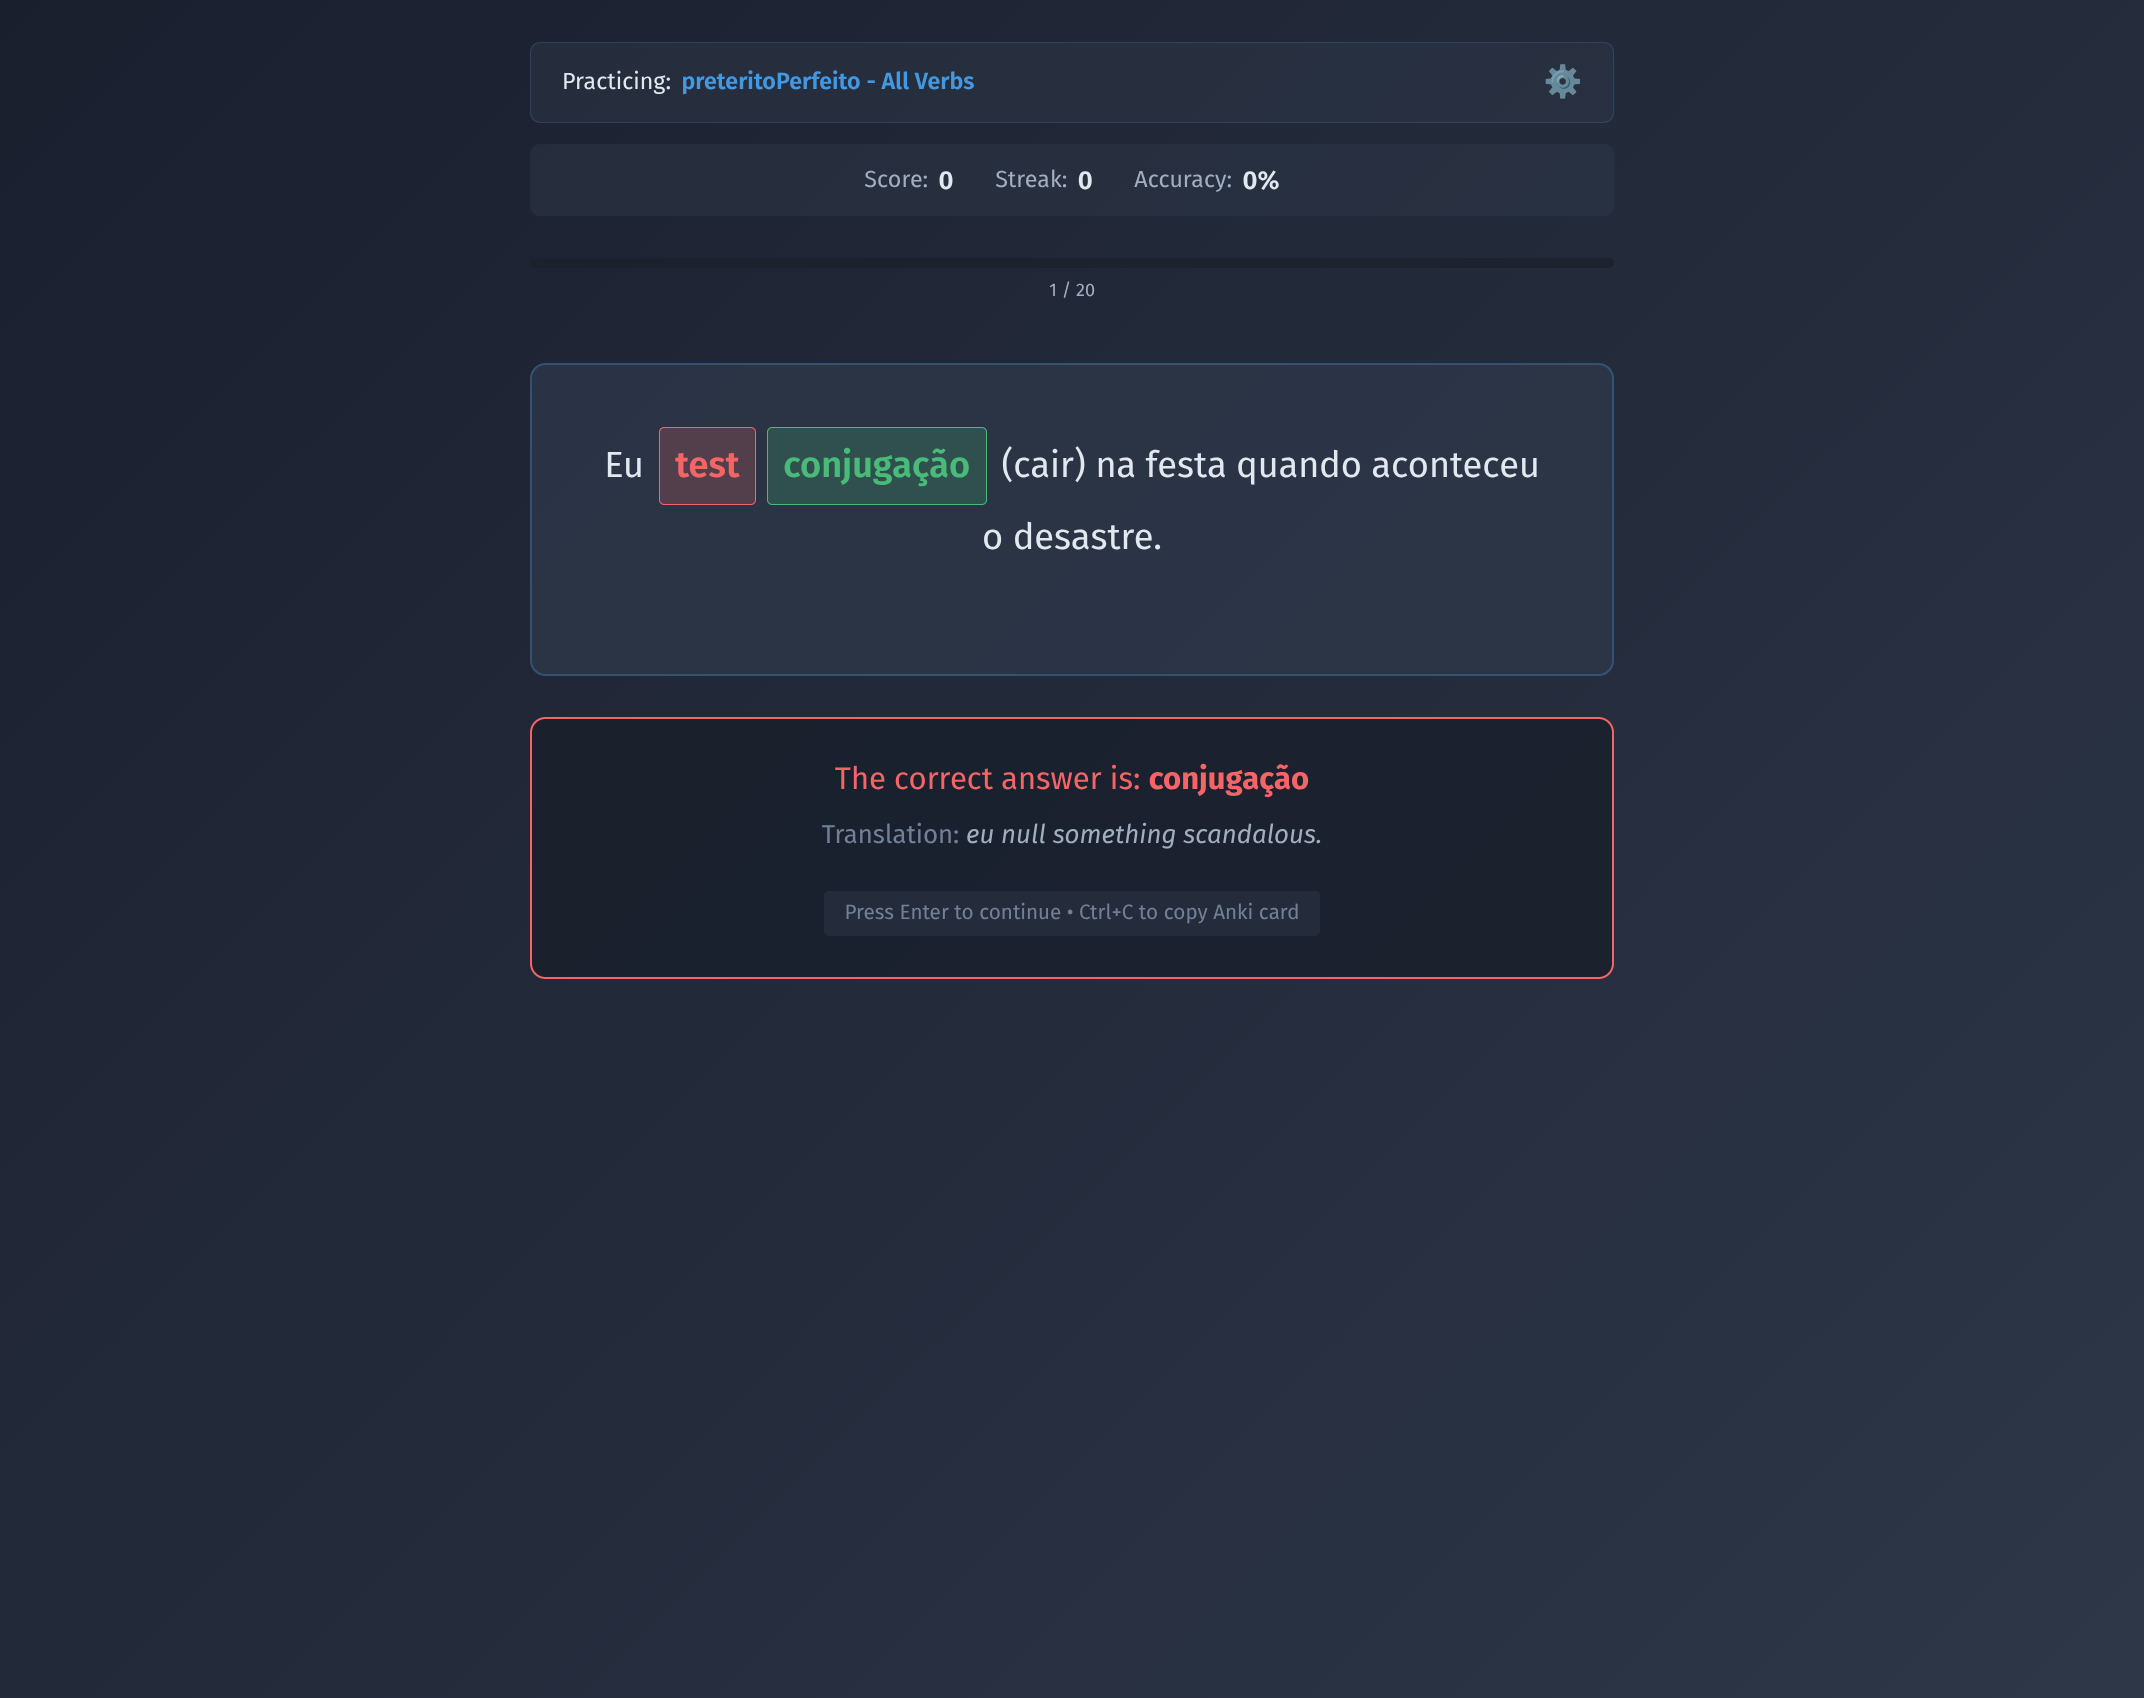 Practicing: preteritoPerfeito - All Verbs
Score: 0 Streak: 0 Accuracy: 0%
1 / 20
Eu test conjugação (cair) na festa quando aconteceu
o desastre.
The correct answer is: conjugação
Translation: eu null something scandalous.
Press Enter to continue • Ctrl+C to copy Anki card